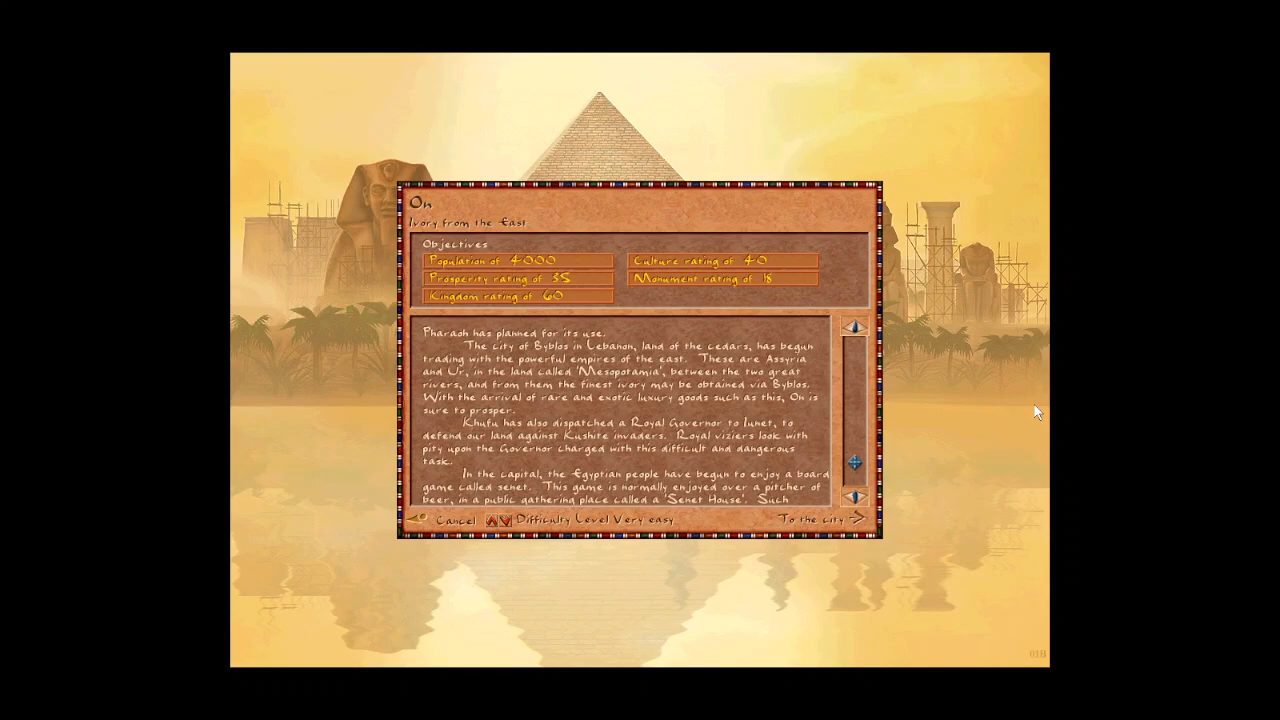 On
Ivory from the East
Objectives
Population of 4000
Culture rating of 40
Prosperity rating of 35
Monument rating of 18
Kingdom rating of 60
Pharaoh has planned for its use.
The city of Byblos in Lebanon, land of the cedars, has begun
trading with the powerful empires of the east. These are Assyria
and Ur, in the land called 'Mesopotamia', between the two great
rivers, and from them the finest ivory may be obtained via Byblos.
With the arrival of rare and exotic luxury goods such as this, On is
sure to prosper.
Khufu has also dispatched a Royal Governor to Iunet, to
defend our land against Kushite invaders. Royal viziers look with
pity upon the Governor charged with this difficult and dangerous
task.
In the capital, the Egyptian people have begun to enjoy a board
game called senet. This game is normally enjoyed over a pitcher of
beer, in a public gathering place called a 'Senet House'. Such
Cancel Difficulty Level Very easy To the city